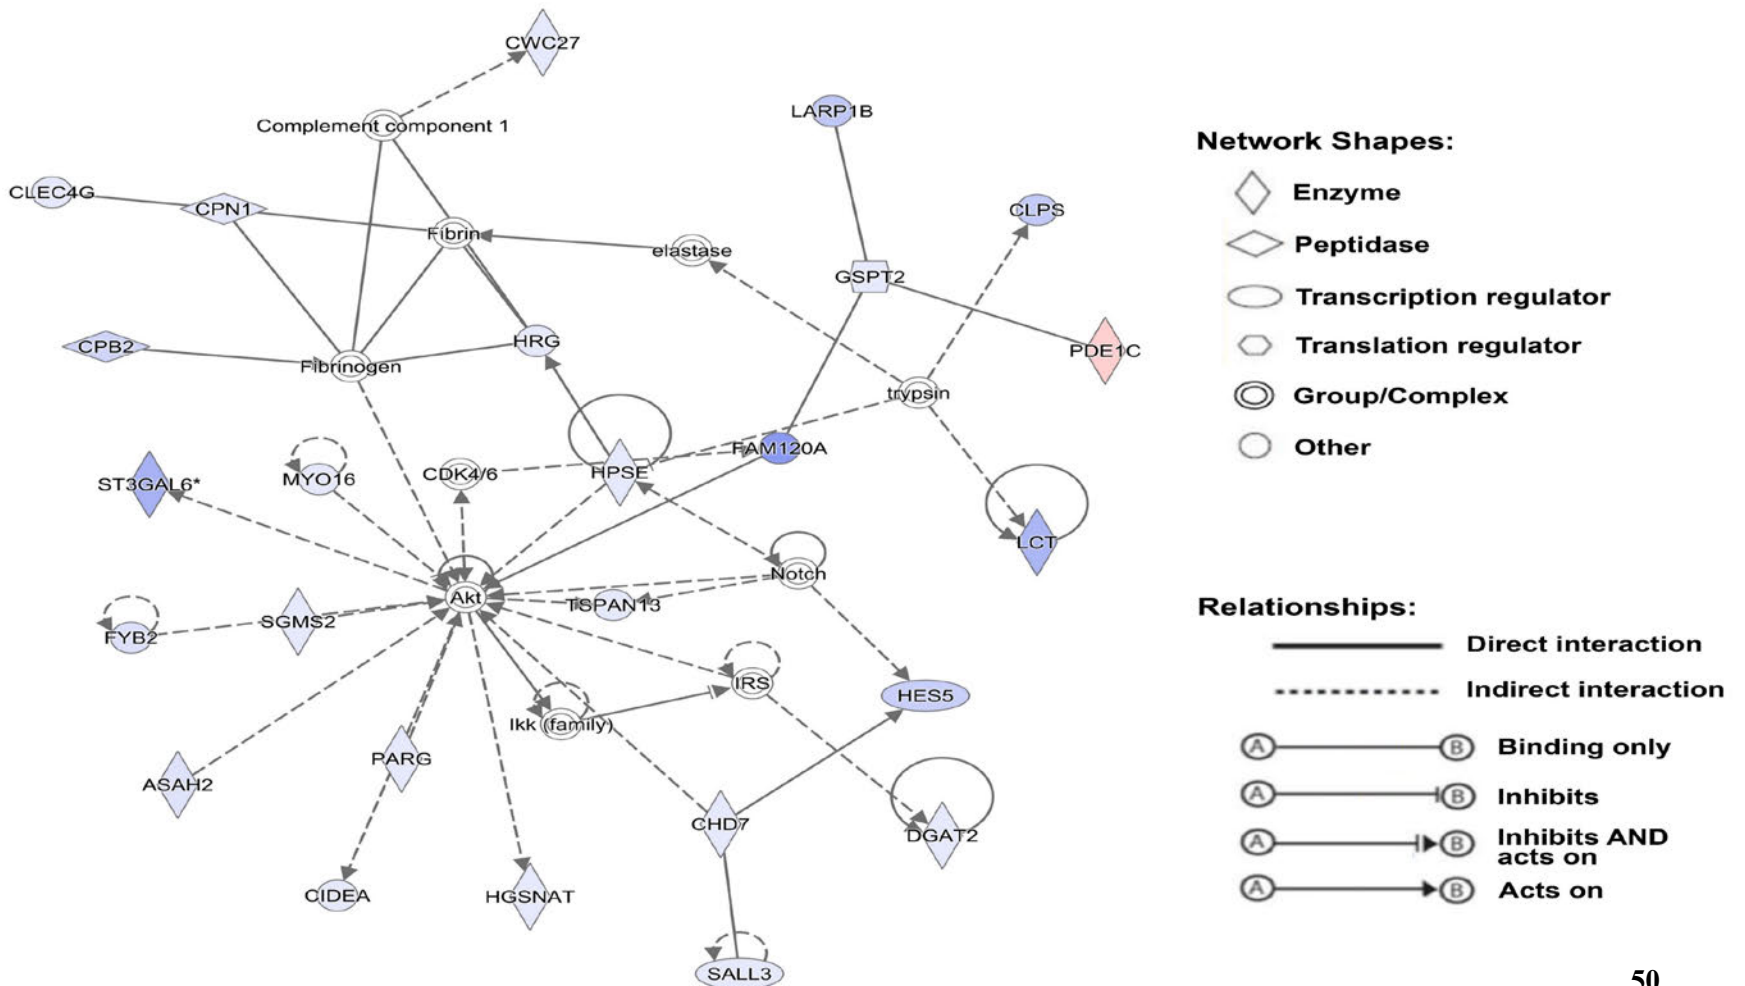 CWC27
LARP1B
Complement component 1
Network Shapes:
CLEC4G
CPN1
Enzyme
CLPS
Fibrin
elastase
Peptidase
GSPT2
Transcription regulator
CPB2
HRG
PDE1C
Translation regulator
Fibrinogen
trypsin
Group/Complex
FAM120A
Other
ST3GAL6*
MYO16
CDK4/6
HPSE
LCT
Notch
Akt
TSPAN13
Relationships:
FYB2
SGMS2
Direct interaction
IRS
HES5
Indirect interaction
Ikk (family)
A B Binding only
PARG
ASAH2
A B Inhibits
CHD7
DGAT2
A B Inhibits AND
acts on
CIDEA
HGSNAT
A B Acts on
SALL3
50